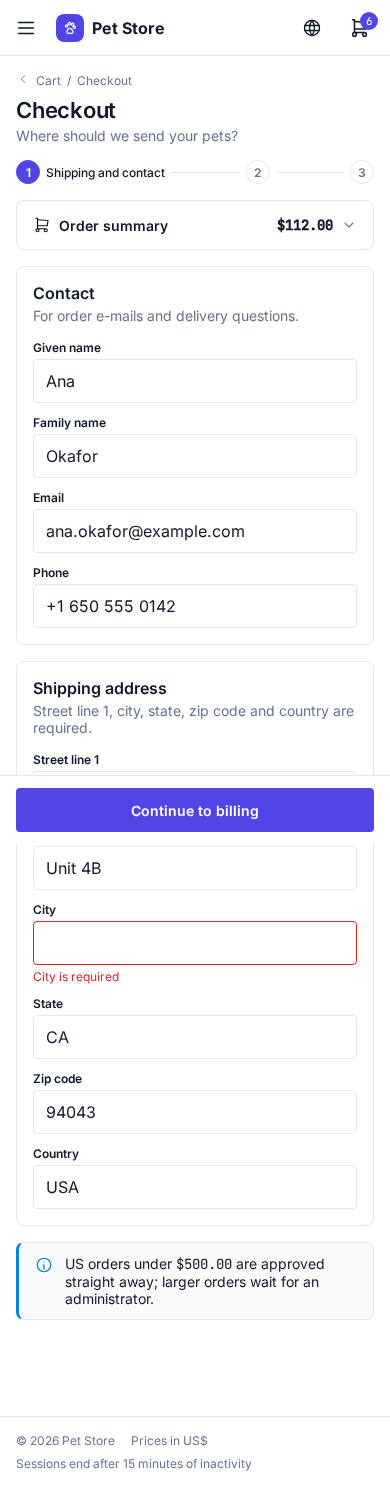 Pet Store
6
Cart / Checkout
Checkout
Where should we send your pets?
1 Shipping and contact 2 3
Order summary $112.00
Contact
For order e-mails and delivery questions.
Given name
Ana
Family name
Okafor
Email
ana.okafor@example.com
Phone
+1 650 555 0142
Shipping address
Street line 1, city, state, zip code and country are
required.
Street line 1
Continue to billing
Unit 4B
City
City is required
State
CA
Zip code
94043
Country
USA
US orders under $500.00 are approved
straight away; larger orders wait for an
administrator.
© 2026 Pet Store Prices in US$
Sessions end after 15 minutes of inactivity